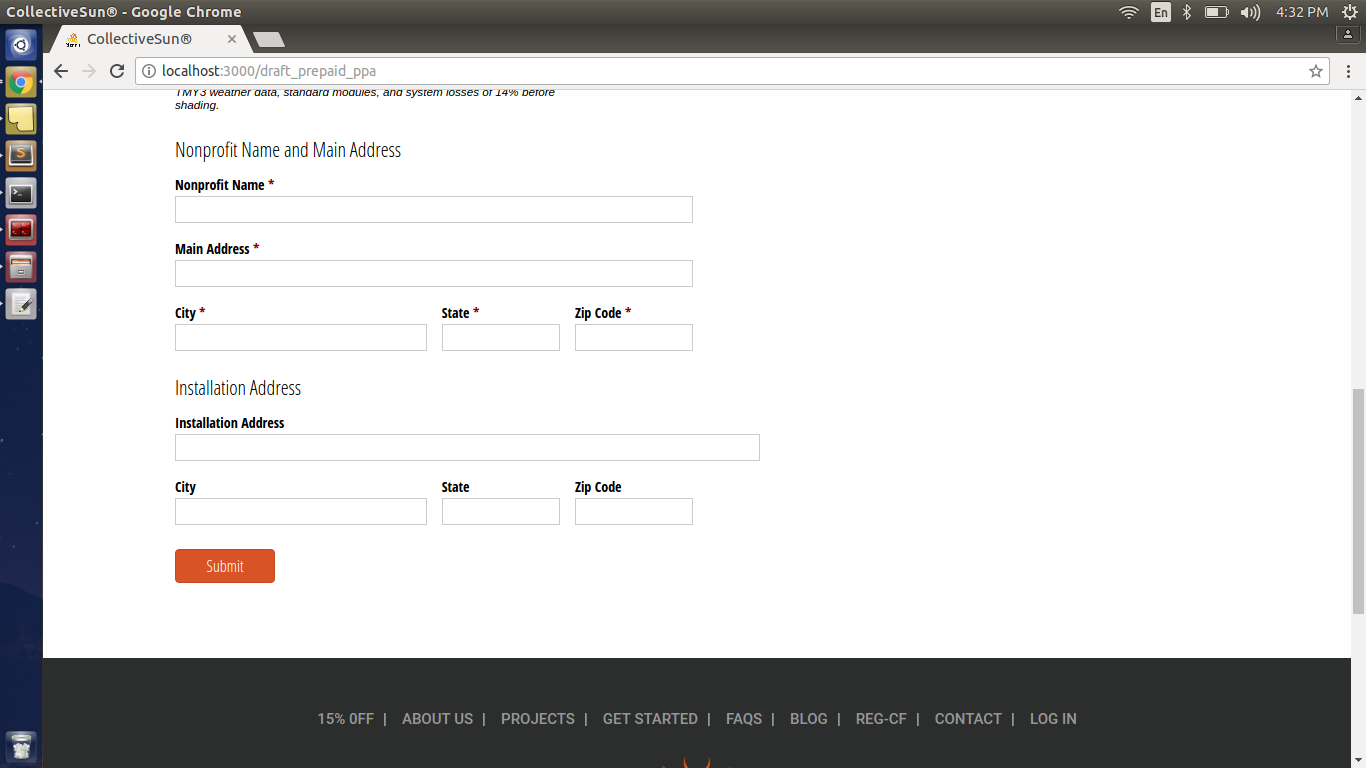 CollectiveSun® - Google Chrome
En
4:32 PM
CollectiveSun®
localhost:3000/draft_prepaid_ppa
TMY3 weather data, standard modules, and system losses of 14% before
shading.
Nonprofit Name and Main Address
Nonprofit Name *
Main Address *
City * State * Zip Code *
Installation Address
Installation Address
City State Zip Code
Submit
15% 0FF | ABOUT US | PROJECTS | GET STARTED | FAQS | BLOG | REG-CF | CONTACT | LOG IN